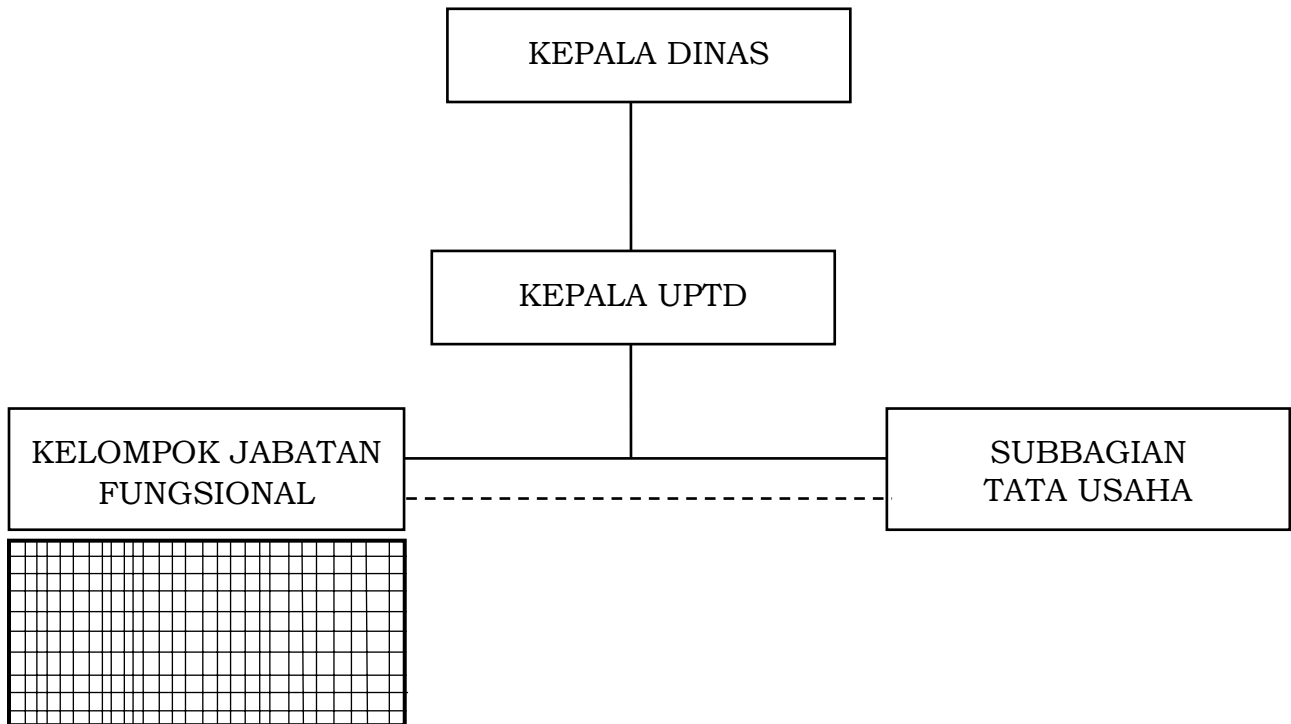 KEPALA DINAS
KEPALA UPTD
KELOMPOK JABATAN
FUNGSIONAL
SUBBAGIAN
TATA USAHA